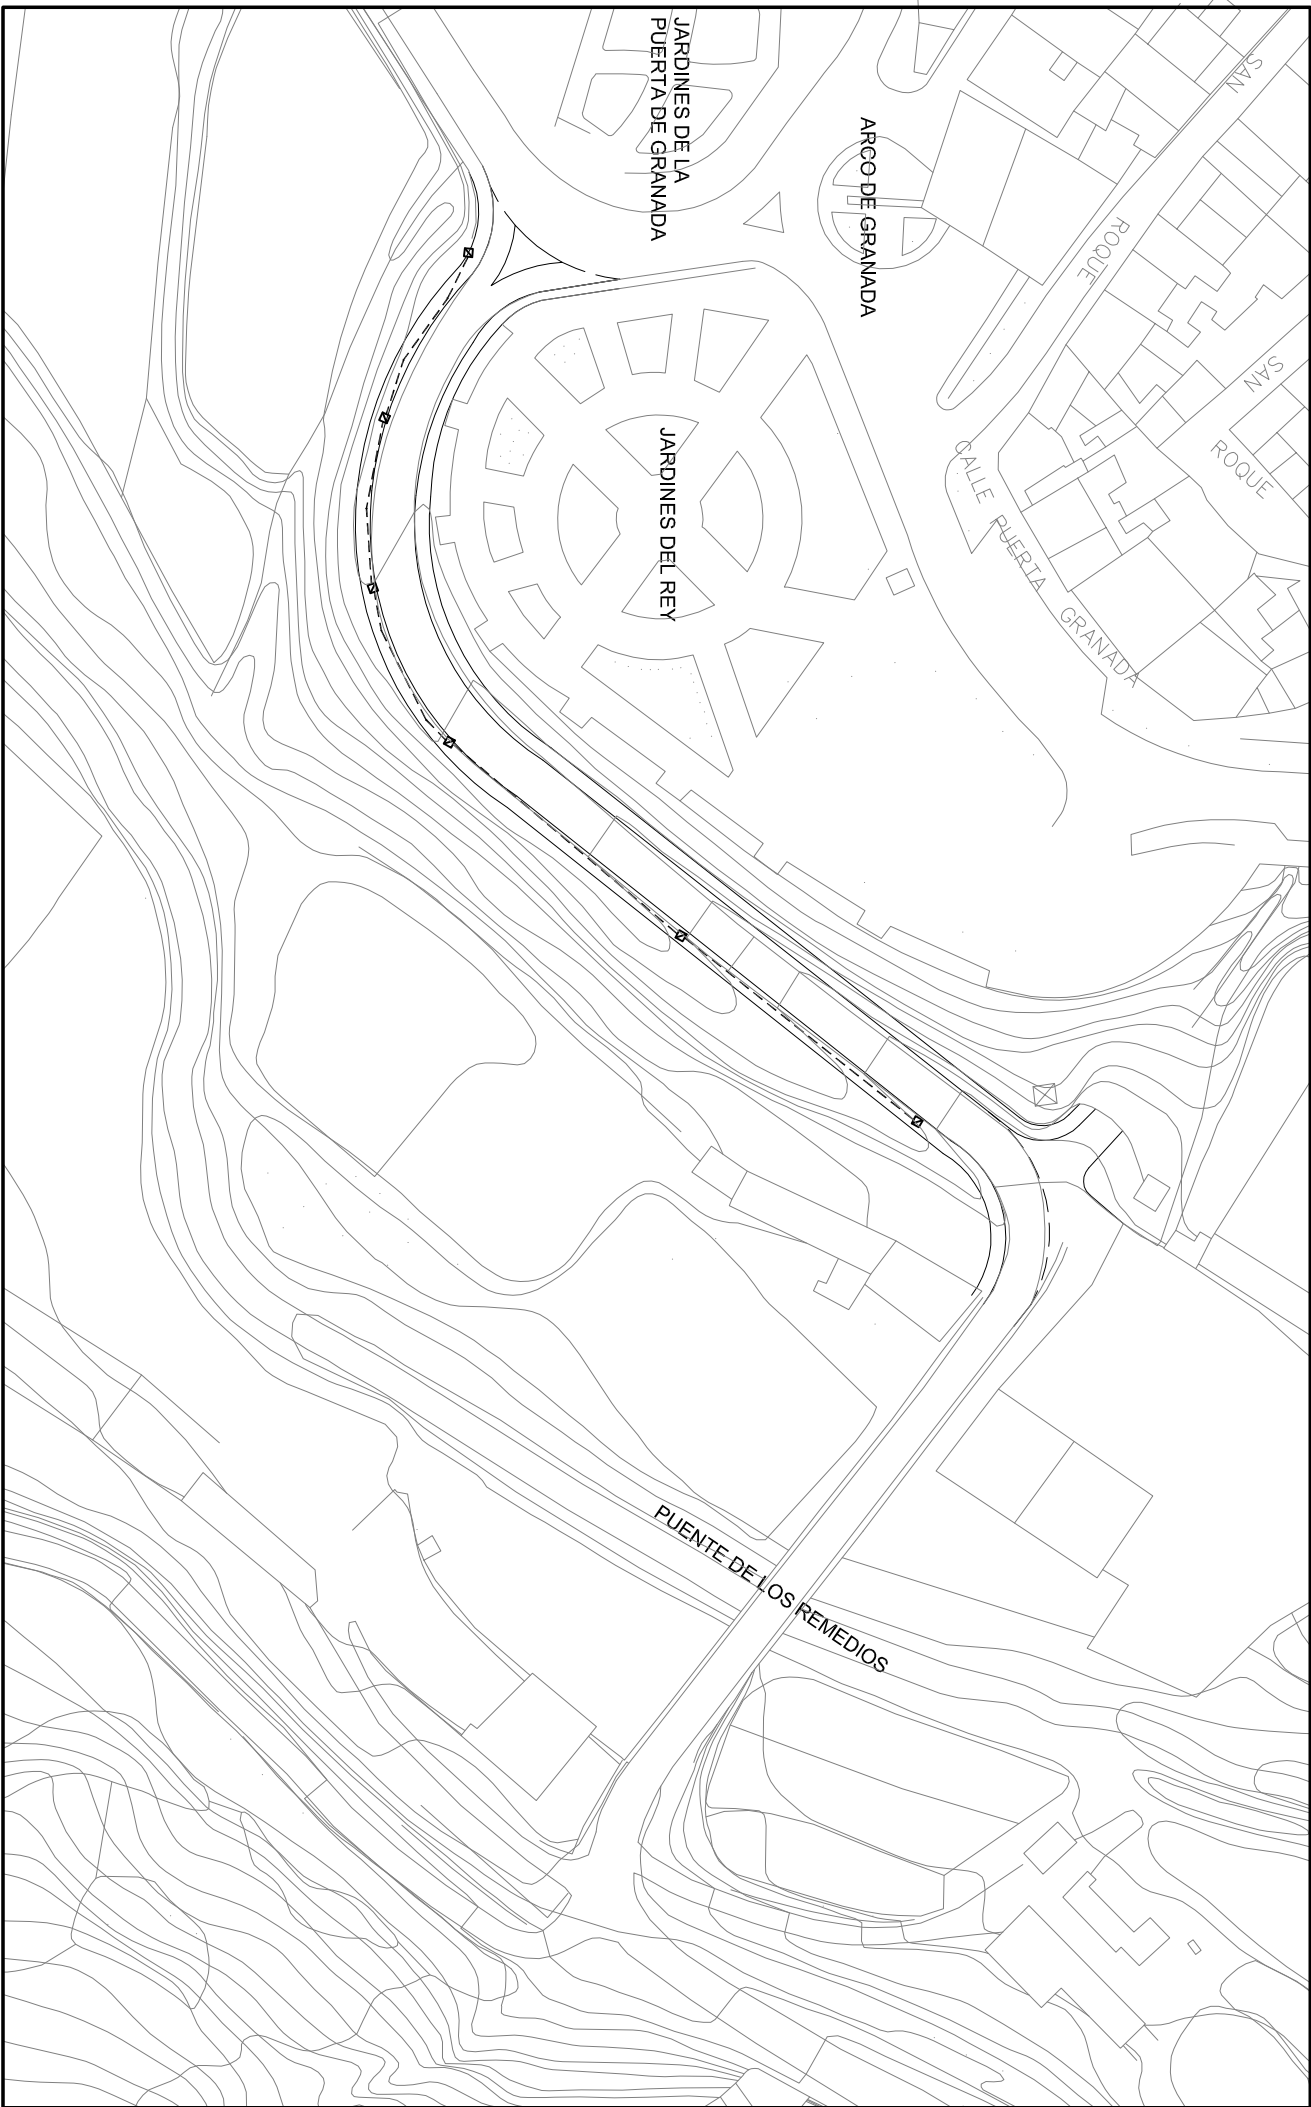 JARDINES DE LA
PUERTA DE GRANADA
ARCO DE GRANADA
SAN
ROQUE
SAN
ROQUE
CALLE PUERTA GRANADA
JARDINES DEL REY
PUENTE DE LOS REMEDIOS